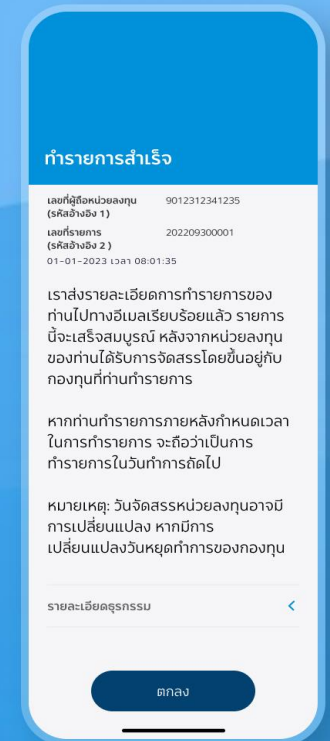 ทำรายการสำเร็จ
เลขที่ผู้ถือหน่วยลงทุน 9012312341235
(รหัสอ้างอิง 1)
เลขที่รายการ 202209300001
(รหัสอ้างอิง 2 )
01-01-2023 เวลา 08:01:35
เราส่งรายละเอียดการทำรายการของ
ท่านไปทางอีเมลเรียบร้อยแล้ว รายการ
นี้จะเสร็จสมบูรณ์ หลังจากหน่วยลงทุน
ของท่านได้รับการจัดสรรโดยขึ้นอยู่กับ
กองทุนที่ท่านทำรายการ
หากท่านทำรายการภายหลังกำหนดเวลา
ในการทำรายการ จะถือว่าเป็นการ
ทำรายการในวันทำการถัดไป
หมายเหตุ: วันจัดสรรหน่วยลงทุนอาจมี
การเปลี่ยนแปลง หากมีการ
เปลี่ยนแปลงวันหยุดทำการของกองทุน
รายละเอียดธุรกรรม
ตกลง